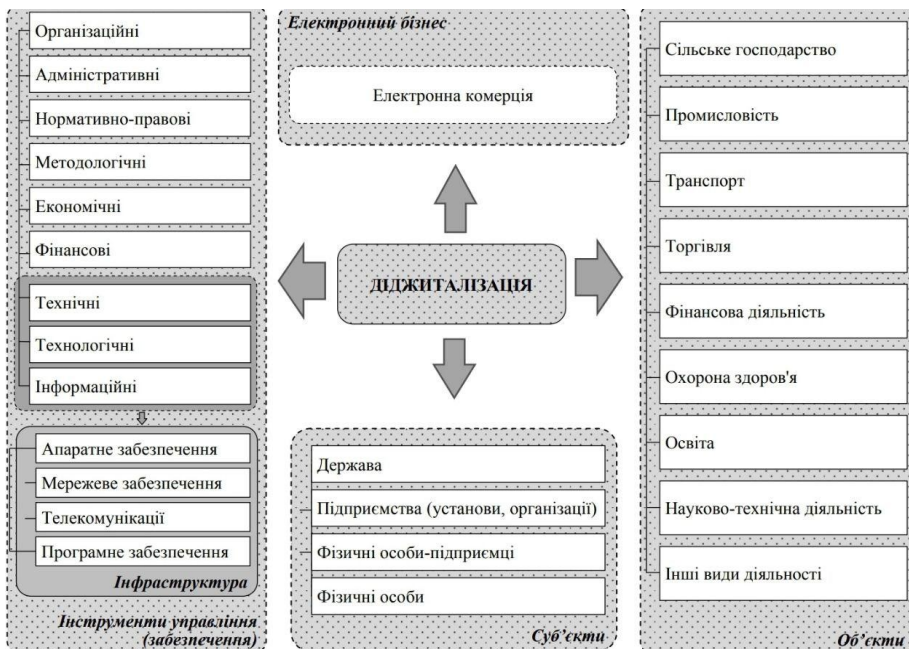 Організаційні
Адміністративні
Нормативно-правові
Методологічні
Економічні
Фінансові
Технічні
Технологічні
Інформаційні
Апаратне забезпечення
Мережеве забезпечення
Телекомунікації
Програмне забезпечення
Інфраструктура
Інструменти управління
(забезпечення)
Електронний бізнес
Електронна комерція
ДІДЖИТАЛІЗАЦІЯ
Держава
Підприємства (установи, організації)
Фізичні особи-підприємці
Фізичні особи
Суб’єкти
Сільське господарство
Промисловість
Транспорт
Торгівля
Фінансова діяльність
Охорона здоров'я
Освіта
Науково-технічна діяльність
Інші види діяльності
Об’єкти